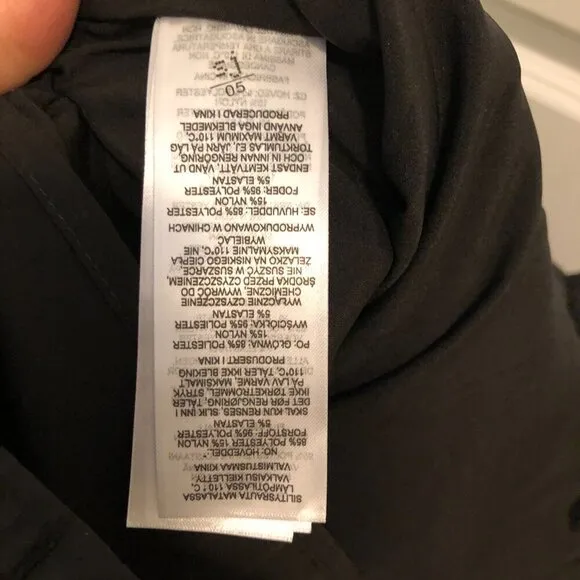 SILITYSRAUTA MATALASSA
LÄMPÖTILASSA 110°C.
VALKAISU KIELLETTY
VALMISTUSMAA KIINA
NO: HOVEDDEL:
85% POLYESTER 15% NYLON
FORSTOFF: 95% POLYESTER
5% ELASTAN
SKAL KUN RENSES. SLIK INN I
DET FØR RENGJØRING, TÅLER
IKKE TØRKETROMMEL, STRYK
PÅ LAV VARME, MAKSIMALT
110°C, TÅLER IKKE BLEKING
PRODUSERT I KINA
PO: GŁÓWNA: 85% POLIESTER
15% NYLON
WYŚCIÓŁKA: 95% POLIESTER
5% ELASTAN
WYŁĄCZNIE CZYSZCZENIE
CHEMICZNE, WYWRÓC DO
ŚRODKA PRZED CZYSZCZENIEM,
NIE SUSZYĆ W SUSZARCE,
ŻELAZKO NA NISKIEGO CIEPŁA
MAKSYMALNIE 110°C, NIE
WYBIELAĆ
WYPRODUKOWANO W CHINACH
SE: HUVUDDEL: 85% POLYESTER
15% NYLON
FODER: 95% POLYESTER
5% ELASTAN
ENDAST KEMTVÄTT, VÄND UT
OCH IN INNAN RENGÖRING
TORKTUMLAS EJ, JÄRN PÅ LÅG
VARMT MAXIMUM 110°C,
ANVÄND INGA BLEKMEDEL
PRODUCERAD I KINA
05